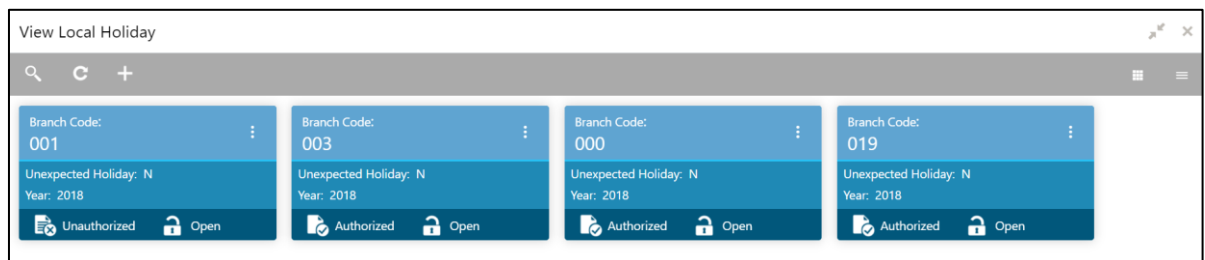 View Local Holiday
Branch Code:
001
Unexpected Holiday: N
Year: 2018
Unauthorized Open
Branch Code:
003
Unexpected Holiday: N
Year: 2018
Authorized Open
Branch Code:
000
Unexpected Holiday: N
Year: 2018
Authorized Open
Branch Code:
019
Unexpected Holiday: N
Year: 2018
Authorized Open